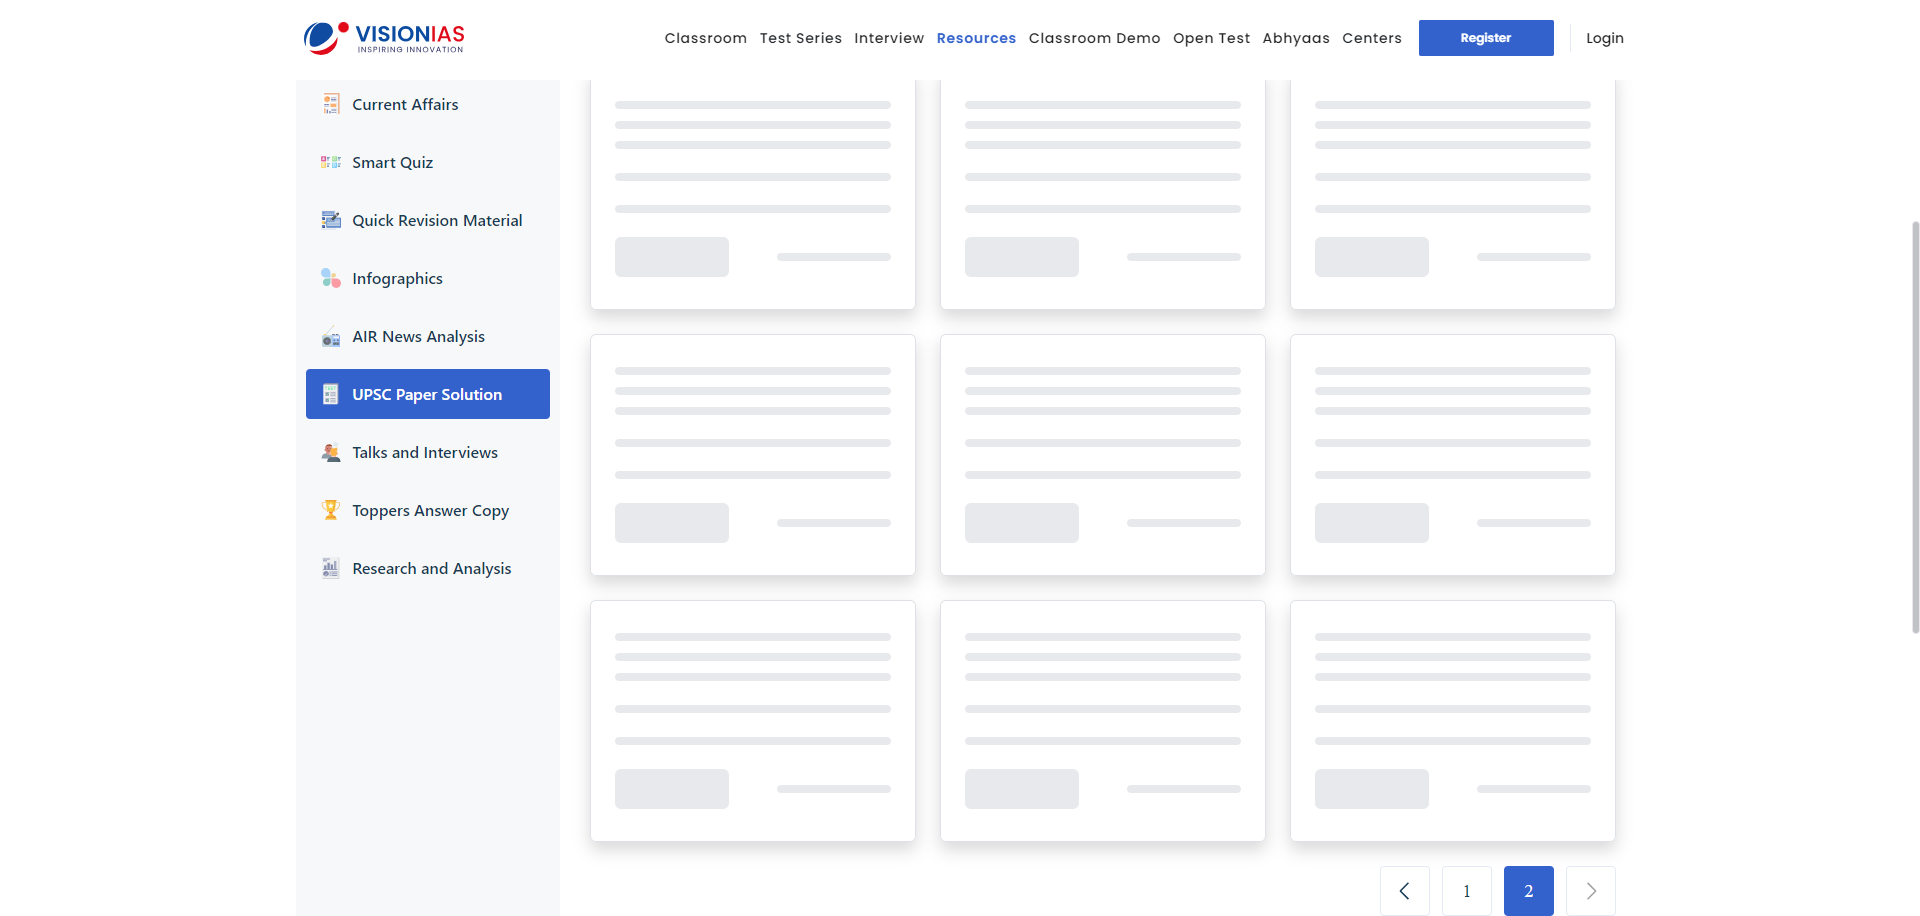 VISIONIAS
INSPIRING INNOVATION
Classroom Test Series Interview Resources Classroom Demo Open Test Abhyaas Centers Register Login
Current Affairs
Smart Quiz
Quick Revision Material
Infographics
AIR News Analysis
UPSC Paper Solution
Talks and Interviews
Toppers Answer Copy
Research and Analysis
1 2